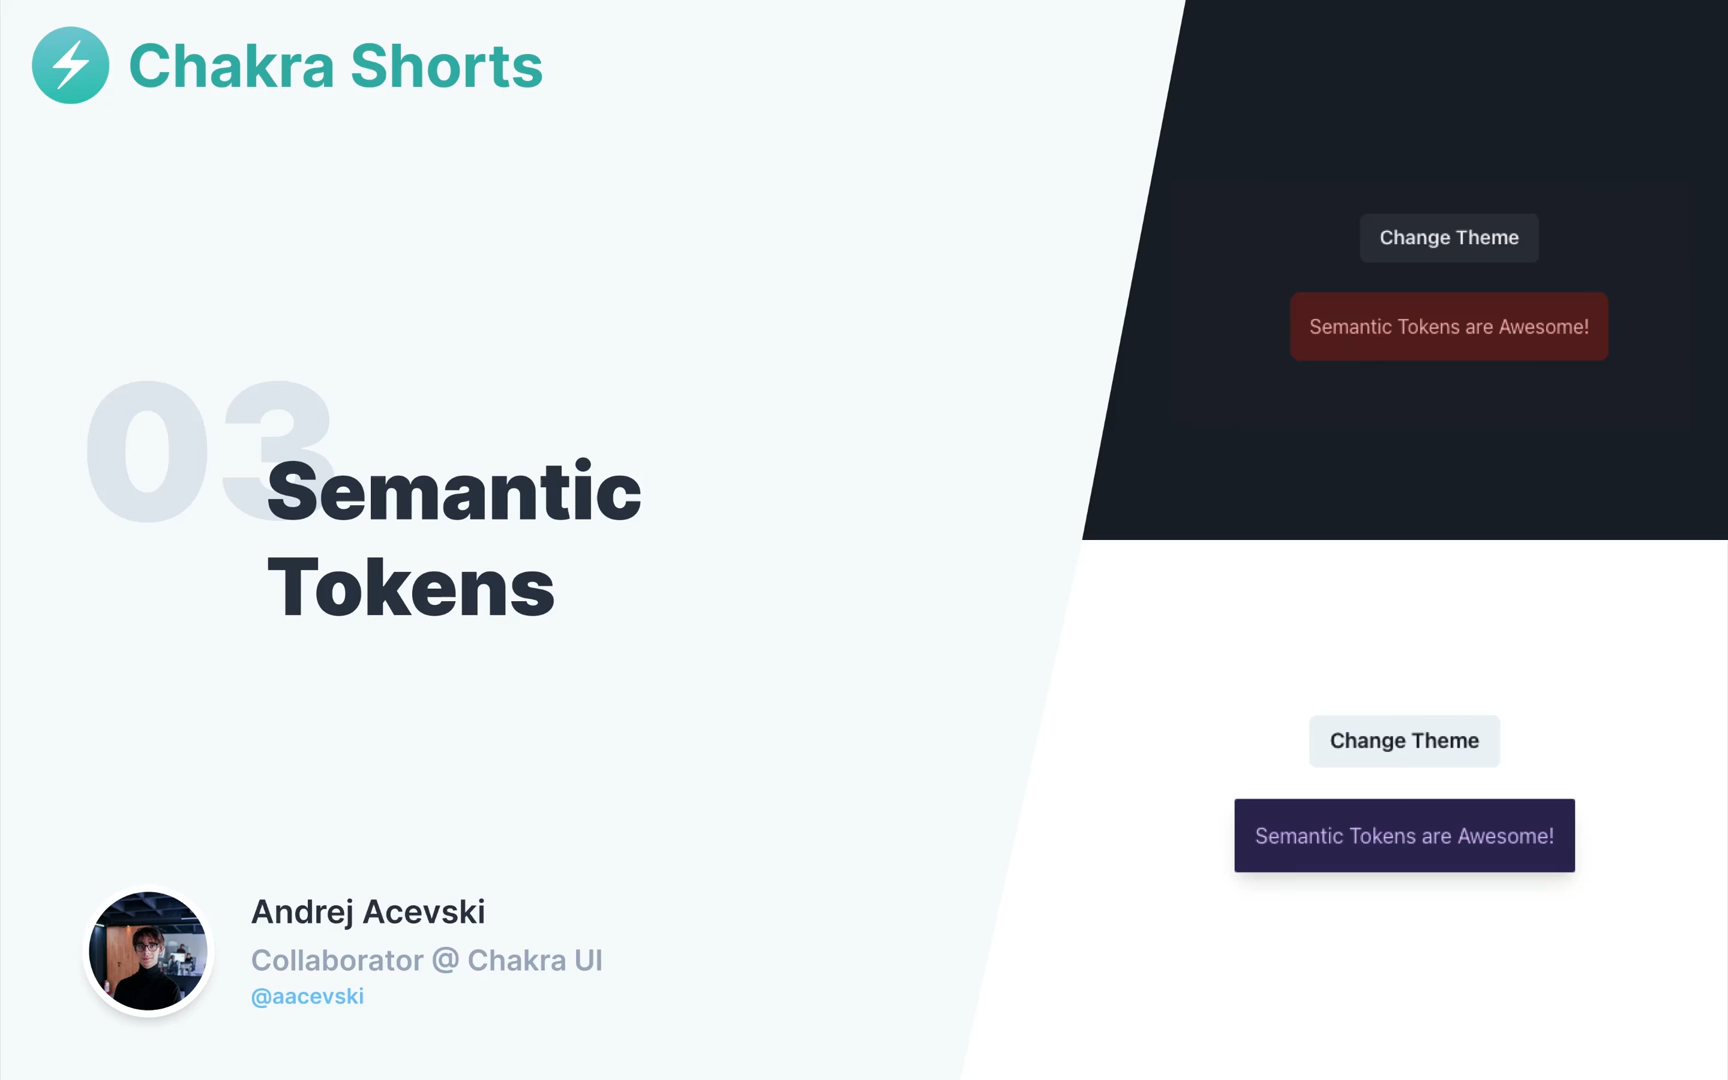 Chakra Shorts
03
Semantic
Tokens
Andrej Acevski
Collaborator @ Chakra UI
@aacevski
Change Theme
Semantic Tokens are Awesome!
Change Theme
Semantic Tokens are Awesome!